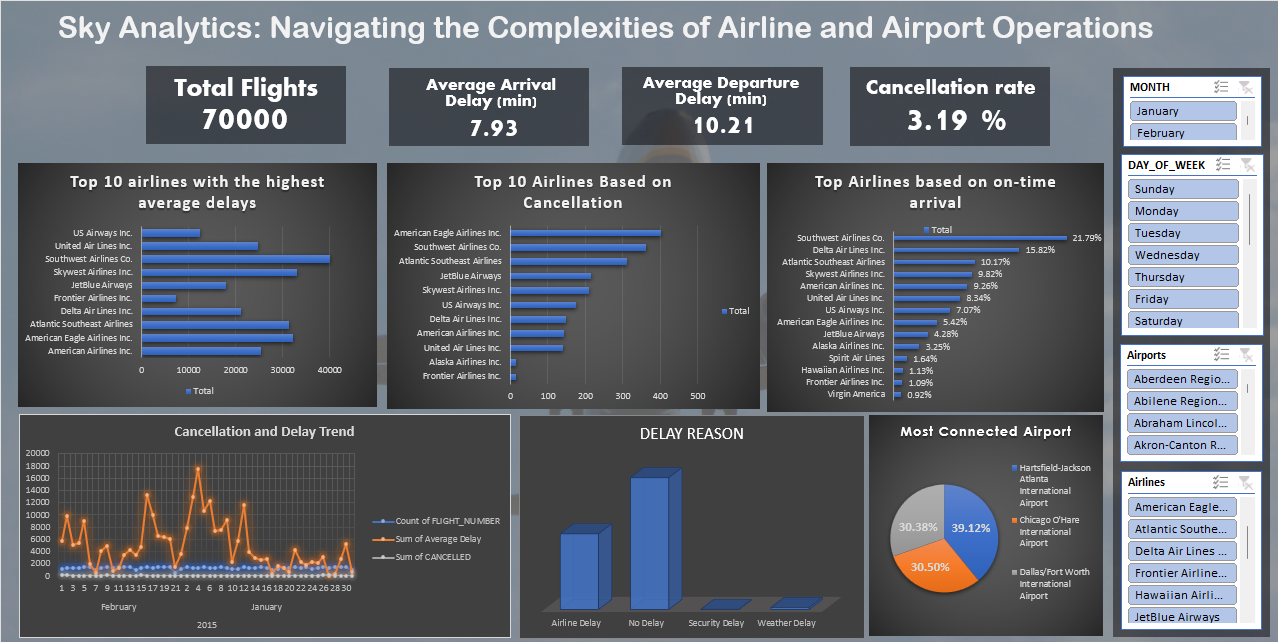 Sky Analytics: Navigating the Complexities of Airline and Airport Operations
Total Flights
70000
Average Arrival
Delay (min)
7.93
Average Departure
Delay (min)
10.21
Cancellation rate
3.19 %
MONTH
January
February
DAY_OF_WEEK
Sunday
Monday
Tuesday
Wednesday
Thursday
Friday
Saturday
Airports
Aberdeen Regio...
Abilene Region...
Abraham Lincol...
Akron-Canton R...
Airlines
American Eagle...
Atlantic Southe...
Delta Air Lines ...
Frontier Airline...
Hawaiian Airli...
JetBlue Airways
Top 10 airlines with the highest
average delays
US Airways Inc.
United Air Lines Inc.
Southwest Airlines Co.
Skywest Airlines Inc.
JetBlue Airways
Frontier Airlines Inc.
Delta Air Lines Inc.
Atlantic Southeast Airlines
American Eagle Airlines Inc.
American Airlines Inc.
0 10000 20000 30000 40000
Total
Top 10 Airlines Based on
Cancellation
American Eagle Airlines Inc.
Southwest Airlines Co.
Atlantic Southeast Airlines
JetBlue Airways
Skywest Airlines Inc.
US Airways Inc.
Delta Air Lines Inc.
American Airlines Inc.
United Air Lines Inc.
Alaska Airlines Inc.
Frontier Airlines Inc.
0 100 200 300 400 500
Total
Top Airlines based on on-time
arrival
Total
Southwest Airlines Co. 21.79%
Delta Air Lines Inc. 15.82%
Atlantic Southeast Airlines 10.17%
Skywest Airlines Inc. 9.82%
American Airlines Inc. 9.26%
United Air Lines Inc. 8.34%
US Airways Inc. 7.07%
American Eagle Airlines Inc. 5.42%
JetBlue Airways 4.28%
Alaska Airlines Inc. 3.25%
Spirit Air Lines 1.64%
Hawaiian Airlines Inc. 1.13%
Frontier Airlines Inc. 1.09%
Virgin America 0.92%
Cancellation and Delay Trend
20000
18000
16000
14000
12000
10000
8000
6000
4000
2000
0
1 3 5 7 9 11 13 15 17 19 21 2 4 6 8 10 12 14 16 18 20 22 24 26 28 30
February January
2015
Count of FLIGHT_NUMBER
Sum of Average Delay
Sum of CANCELLED
DELAY REASON
Airline Delay No Delay Security Delay Weather Delay
Most Connected Airport
39.12%
30.50%
30.38%
Hartsfield-Jackson
Atlanta
International
Airport
Chicago O'Hare
International
Airport
Dallas/Fort Worth
International
Airport